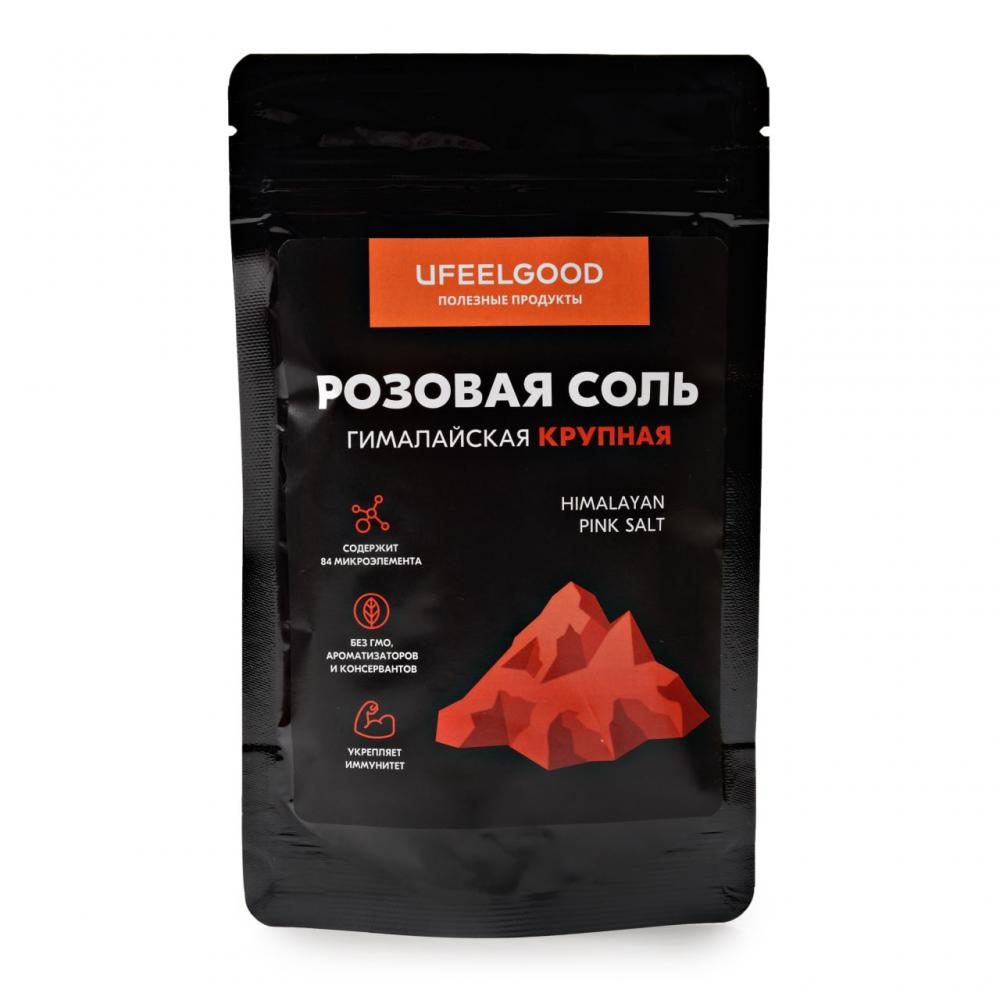 UFEELGOOD
ПОЛЕЗНЫЕ ПРОДУКТЫ
РОЗОВАЯ СОЛЬ
ГИМАЛАЙСКАЯ КРУПНАЯ
HIMALAYAN
PINK SALT
СОДЕРЖИТ
84 МИКРОЭЛЕМЕНТА
БЕЗ ГМО,
АРОМАТИЗАТОРОВ
И КОНСЕРВАНТОВ
УКРЕПЛЯЕТ
ИММУНИТЕТ